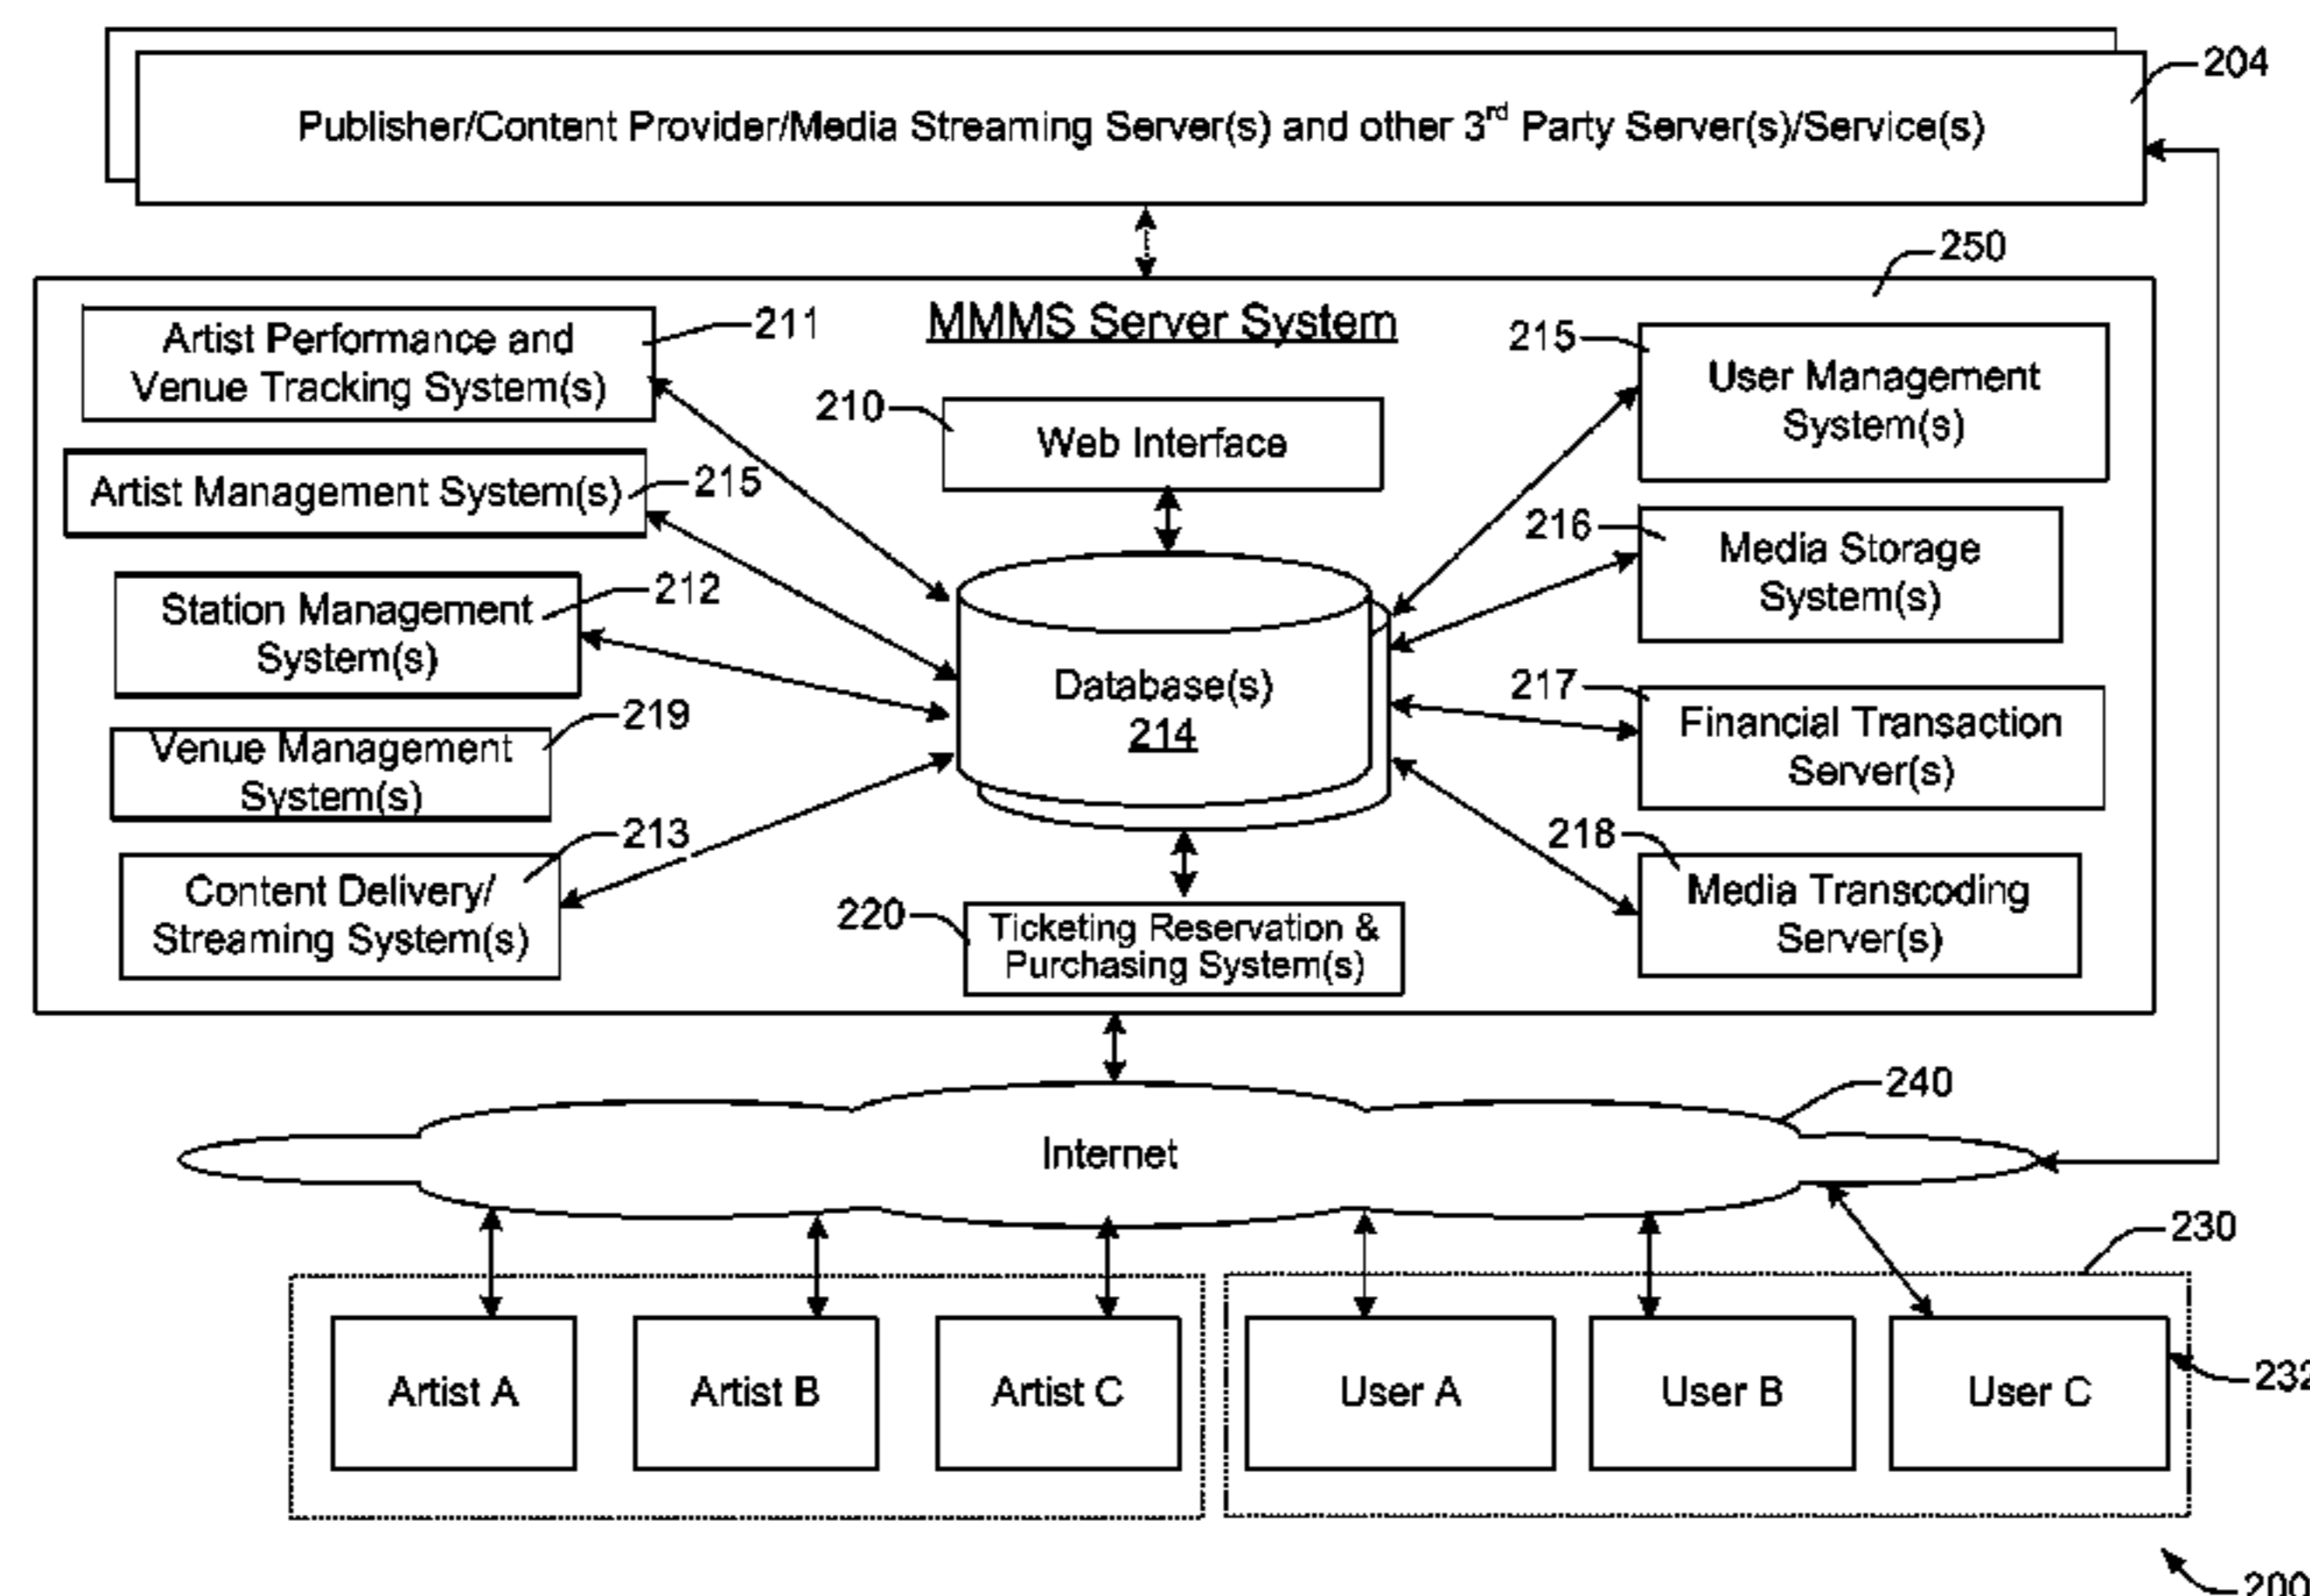 204
Publisher/Content Provider/Media Streaming Server(s) and other 3rd Party Server(s)/Service(s)
250
MMMS Server System
Artist Performance and
Venue Tracking System(s)
211
Artist Management System(s)
215
Station Management
System(s)
212
Venue Management
System(s)
219
Content Delivery/
Streaming System(s)
213
210
Web Interface
Database(s)
214
220
Ticketing Reservation &
Purchasing System(s)
215
User Management
System(s)
216
Media Storage
System(s)
217
Financial Transaction
Server(s)
218
Media Transcoding
Server(s)
240
Internet
230
Artist A
Artist B
Artist C
User A
User B
User C
232
200